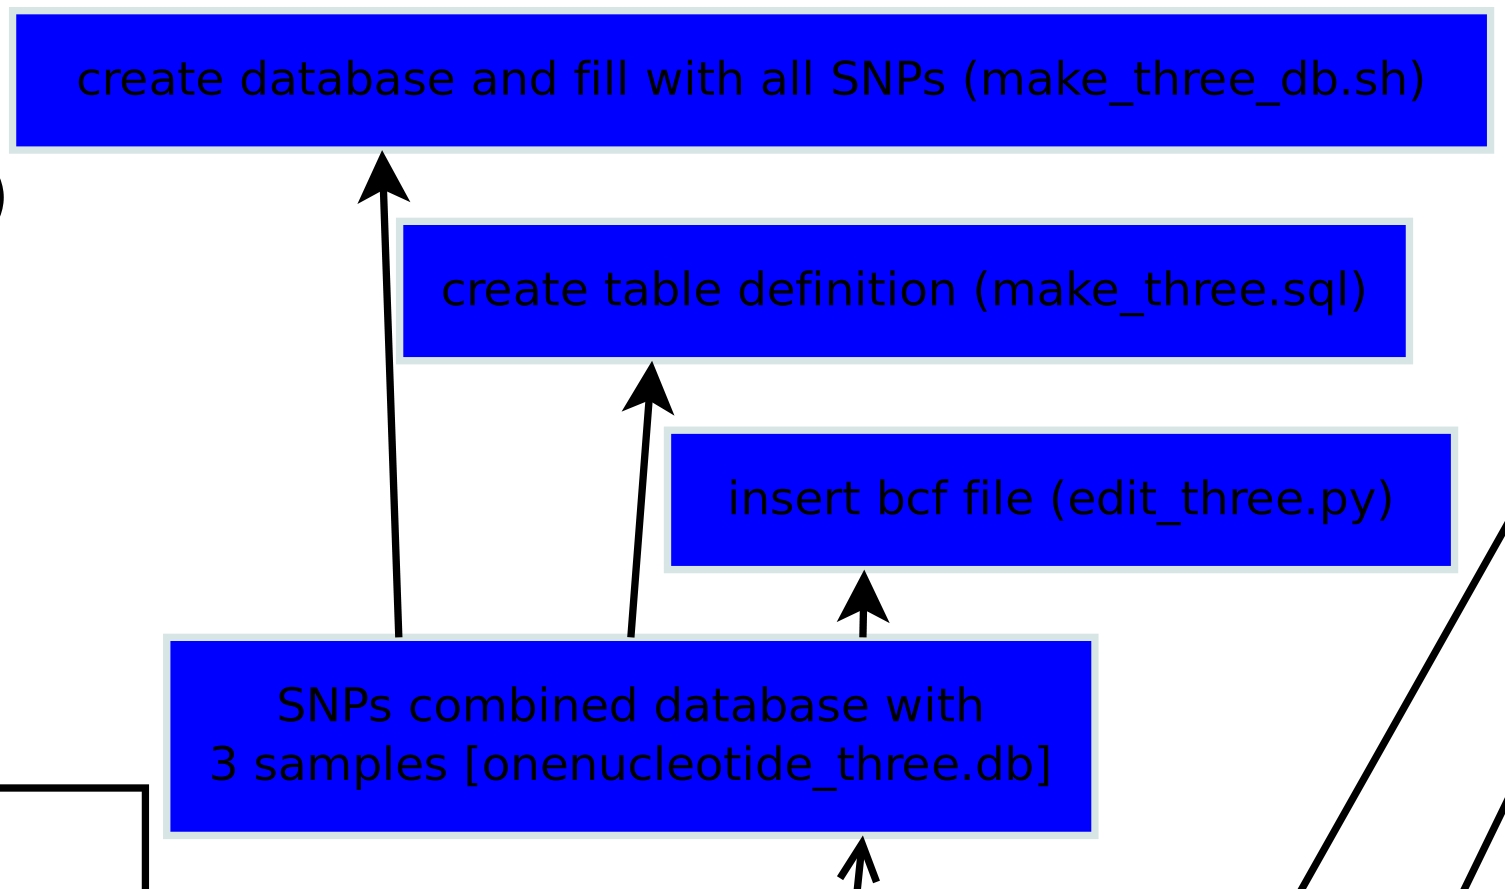 create database and fill with all SNPs (make_three_db.sh)
create table definition (make_three.sql)
insert bcf file (edit_three.py)
SNPs combined database with
3 samples [onenucleotide_three.db]